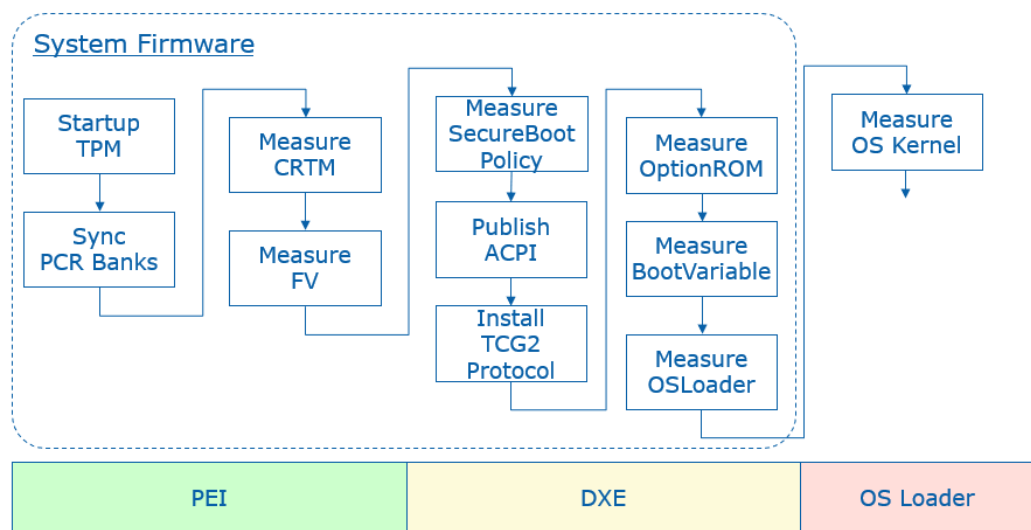 System Firmware
Startup
TPM
Sync
PCR Banks
Measure
CRTM
Measure
FV
Measure
SecureBoot
Policy
Publish
ACPI
Install
TCG2
Protocol
Measure
OptionROM
Measure
BootVariable
Measure
OSLoader
Measure
OS Kernel
PEI
DXE
OS Loader